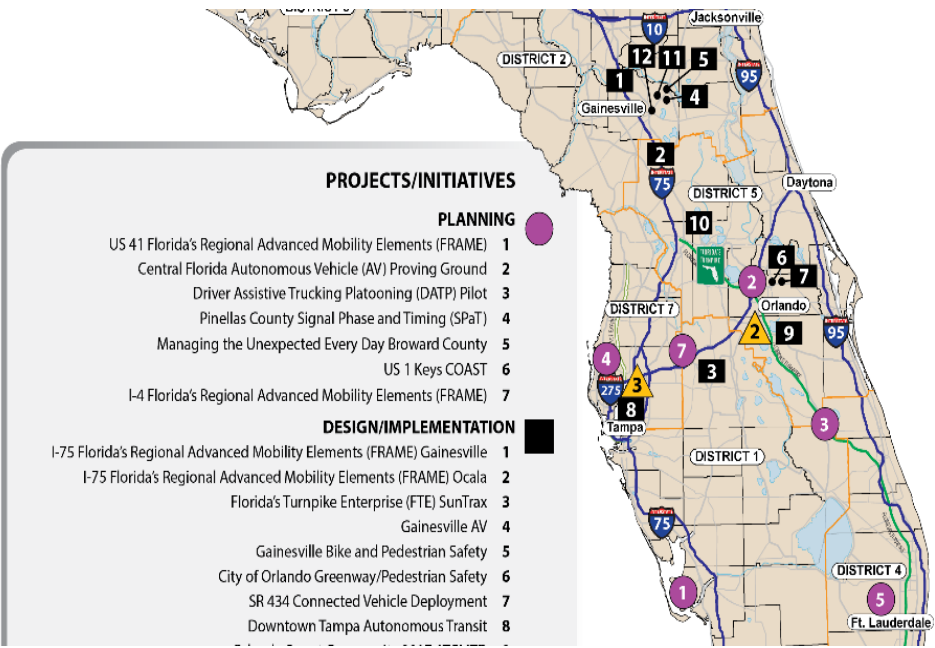 Jacksonville
INTERSTATE
10
DISTRICT 2
12
11
5
1
4
INTERSTATE
95
Gainesville
2
INTERSTATE
75
DISTRICT 5
Daytona
10
6
7
2
Orlando
DISTRICT 7
2
9
95
4
7
3
275
3
8
Tampa
3
DISTRICT 1
75
DISTRICT 4
1
5
Ft. Lauderdale
PROJECTS/INITIATIVES
PLANNING
US 41 Florida's Regional Advanced Mobility Elements (FRAME) 1
Central Florida Autonomous Vehicle (AV) Proving Ground 2
Driver Assistive Trucking Platooning (DATP) Pilot 3
Pinellas County Signal Phase and Timing (SPaT) 4
Managing the Unexpected Every Day Broward County 5
US 1 Keys COAST 6
I-4 Florida's Regional Advanced Mobility Elements (FRAME) 7
DESIGN/IMPLEMENTATION
I-75 Florida's Regional Advanced Mobility Elements (FRAME) Gainesville 1
I-75 Florida's Regional Advanced Mobility Elements (FRAME) Ocala 2
Florida's Turnpike Enterprise (FTE) SunTrax 3
Gainesville AV 4
Gainesville Bike and Pedestrian Safety 5
City of Orlando Greenway/Pedestrian Safety 6
SR 434 Connected Vehicle Deployment 7
Downtown Tampa Autonomous Transit 8